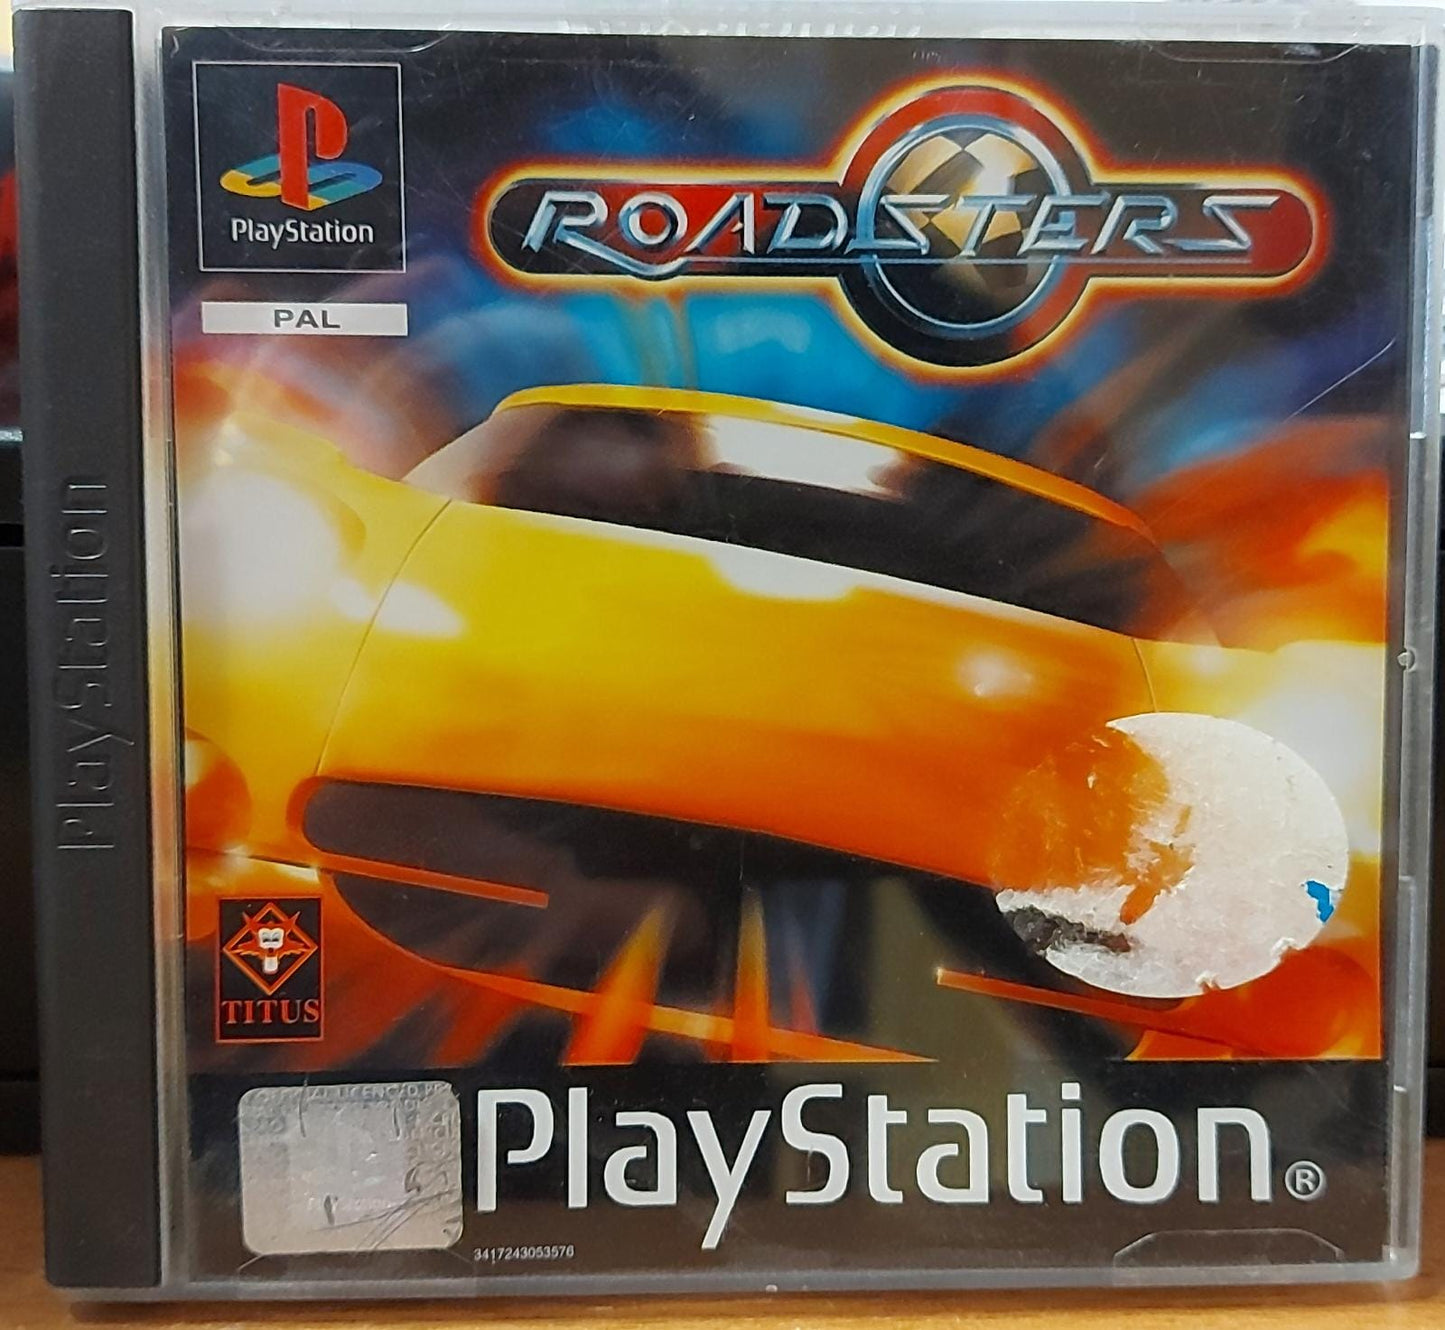 PlayStation
PlayStation
PAL
ROADSTERS
TITUS
PlayStation®
3417243053576